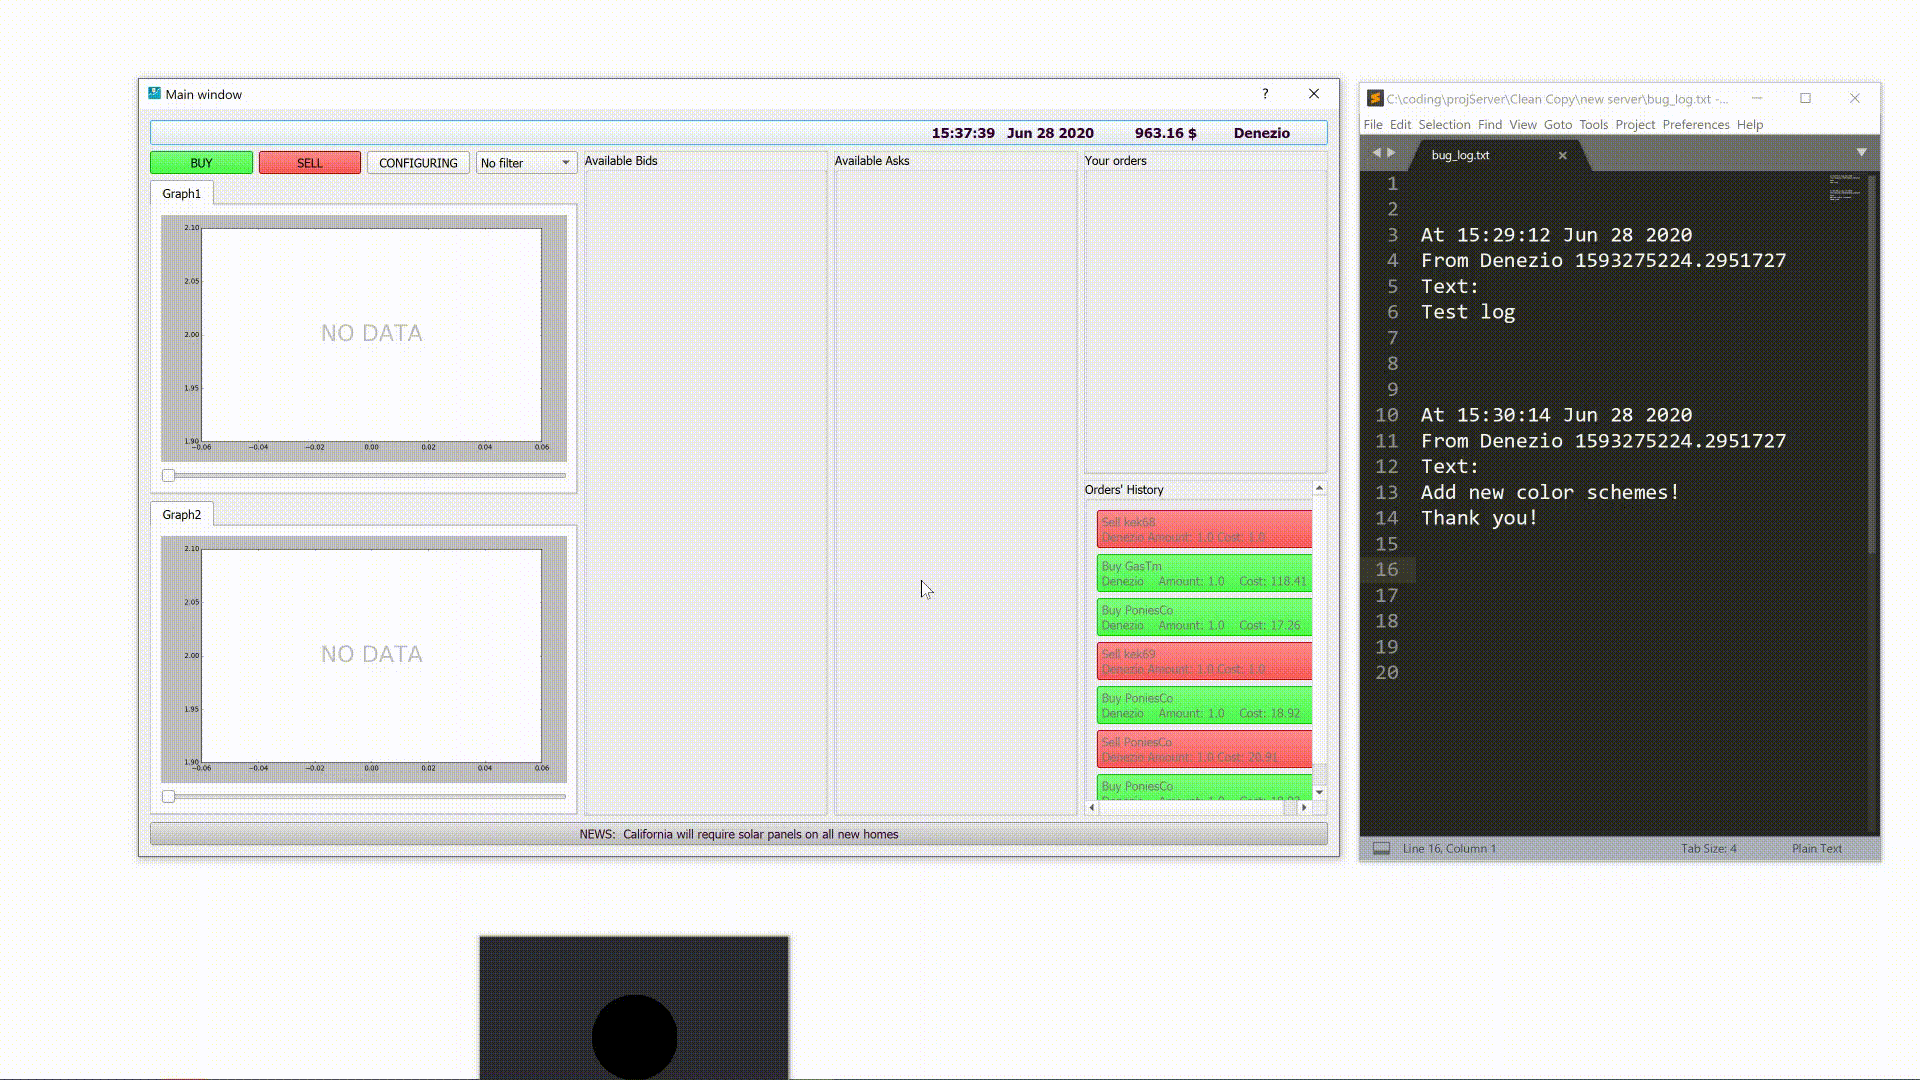 Main window
?
15:37:39 Jun 28 2020 963.16 $ Denezio
BUY SELL CONFIGURING No filter
Available Bids
Available Asks
Your orders
Graph1
2.10
2.05
2.00
1.95
1.90
NO DATA
−0.06 −0.04 −0.02 0.00 0.02 0.04 0.06
Graph2
2.10
2.05
2.00
1.95
1.90
NO DATA
−0.06 −0.04 −0.02 0.00 0.02 0.04 0.06
Orders' History
Sell kek68
Denezio Amount: 1.0 Cost: 1.0
Buy GasTm
Denezio Amount: 1.0 Cost: 118.41
Buy PoniesCo
Denezio Amount: 1.0 Cost: 17.26
Sell kek69
Denezio Amount: 1.0 Cost: 1.0
Buy PoniesCo
Denezio Amount: 1.0 Cost: 18.92
Sell PoniesCo
Denezio Amount: 1.0 Cost: 20.91
Buy PoniesCo
NEWS: California will require solar panels on all new homes
C:\coding\projServer\Clean Copy\new server\bug_log.txt -...
File Edit Selection Find View Goto Tools Project Preferences Help
bug_log.txt
1
2
3 At 15:29:12 Jun 28 2020
4 From Denezio 1593275224.2951727
5 Text:
6 Test log
7
8
9
10 At 15:30:14 Jun 28 2020
11 From Denezio 1593275224.2951727
12 Text:
13 Add new color schemes!
14 Thank you!
15
16
17
18
19
20
Line 16, Column 1 Tab Size: 4 Plain Text